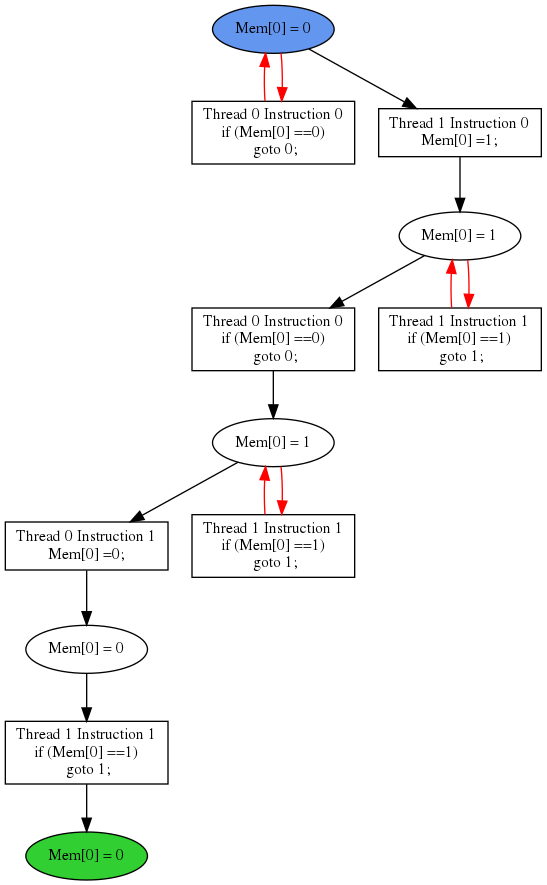 Mem[0] = 0
Thread 0 Instruction 0
if (Mem[0] ==0)
goto 0;
Thread 1 Instruction 0
Mem[0] =1;
Mem[0] = 1
Thread 0 Instruction 0
if (Mem[0] ==0)
goto 0;
Thread 1 Instruction 1
if (Mem[0] ==1)
goto 1;
Mem[0] = 1
Thread 0 Instruction 1
Mem[0] =0;
Thread 1 Instruction 1
if (Mem[0] ==1)
goto 1;
Mem[0] = 0
Thread 1 Instruction 1
if (Mem[0] ==1)
goto 1;
Mem[0] = 0